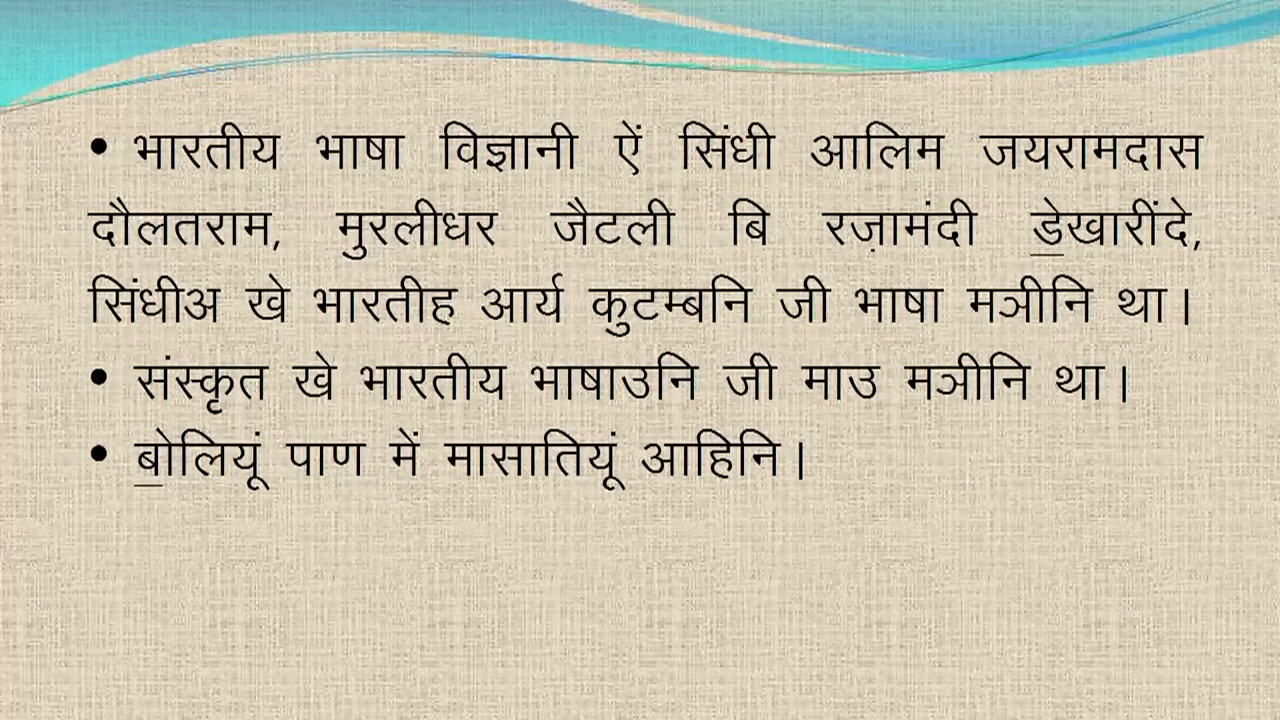 • भारतीय भाषा विज्ञानी ऐं सिंधी आलिम जयरामदास
दौलतराम, मुरलीधर जैटली बि रज़ामंदी डे॒खारींदे,
सिंधीअ खे भारतीह आर्य कुटम्बनि जी भाषा मञीनि था।
• संस्कृत खे भारतीय भाषाउनि जी माउ मञीनि था।
• बो॒लियूं पाण में मासातियूं आहिनि।